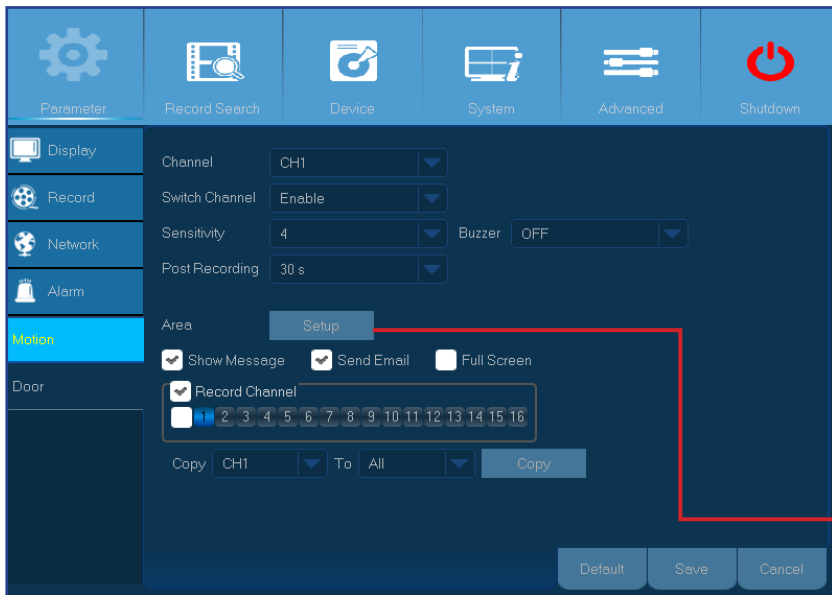 Parameter
Record Search
Device
System
Advanced
Shutdown
Display
Record
Network
Alarm
Motion
Door
Channel CH1
Switch Channel Enable
Sensitivity 4 Buzzer OFF
Post Recording 30 s
Area Setup
Show Message Send Email Full Screen
Record Channel
1 2 3 4 5 6 7 8 9 10 11 12 13 14 15 16
Copy CH1 To All Copy
Default Save Cancel